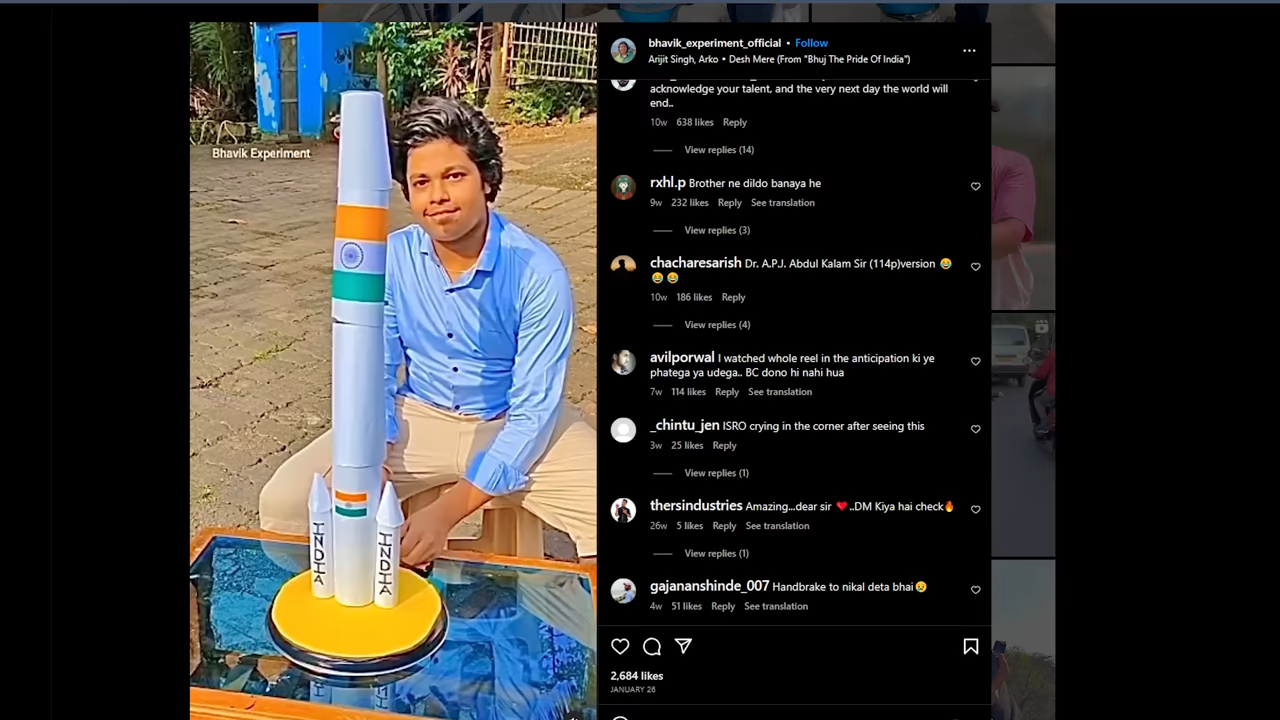 Bhavik Experiment
INDIA
INDIA
bhavik_experiment_official • Follow
Arijit Singh, Arko • Desh Mere (From "Bhuj The Pride Of India")
acknowledge your talent, and the very next day the world will
end..
10w 638 likes Reply
View replies (14)
rxhl.p Brother ne dildo banaya he
9w 232 likes Reply See translation
View replies (3)
chacharesarish Dr. A.P.J. Abdul Kalam Sir (114p)version 😂
😂 😂
10w 186 likes Reply
View replies (4)
avilporwal I watched whole reel in the anticipation ki ye
phatega ya udega.. BC dono hi nahi hua
7w 114 likes Reply See translation
_chintu_jen ISRO crying in the corner after seeing this
3w 25 likes Reply
View replies (1)
thersindustries Amazing...dear sir ❤️..DM Kiya hai check🔥
26w 5 likes Reply See translation
View replies (1)
gajananshinde_007 Handbrake to nikal deta bhai😢
4w 51 likes Reply See translation
2,684 likes
JANUARY 26